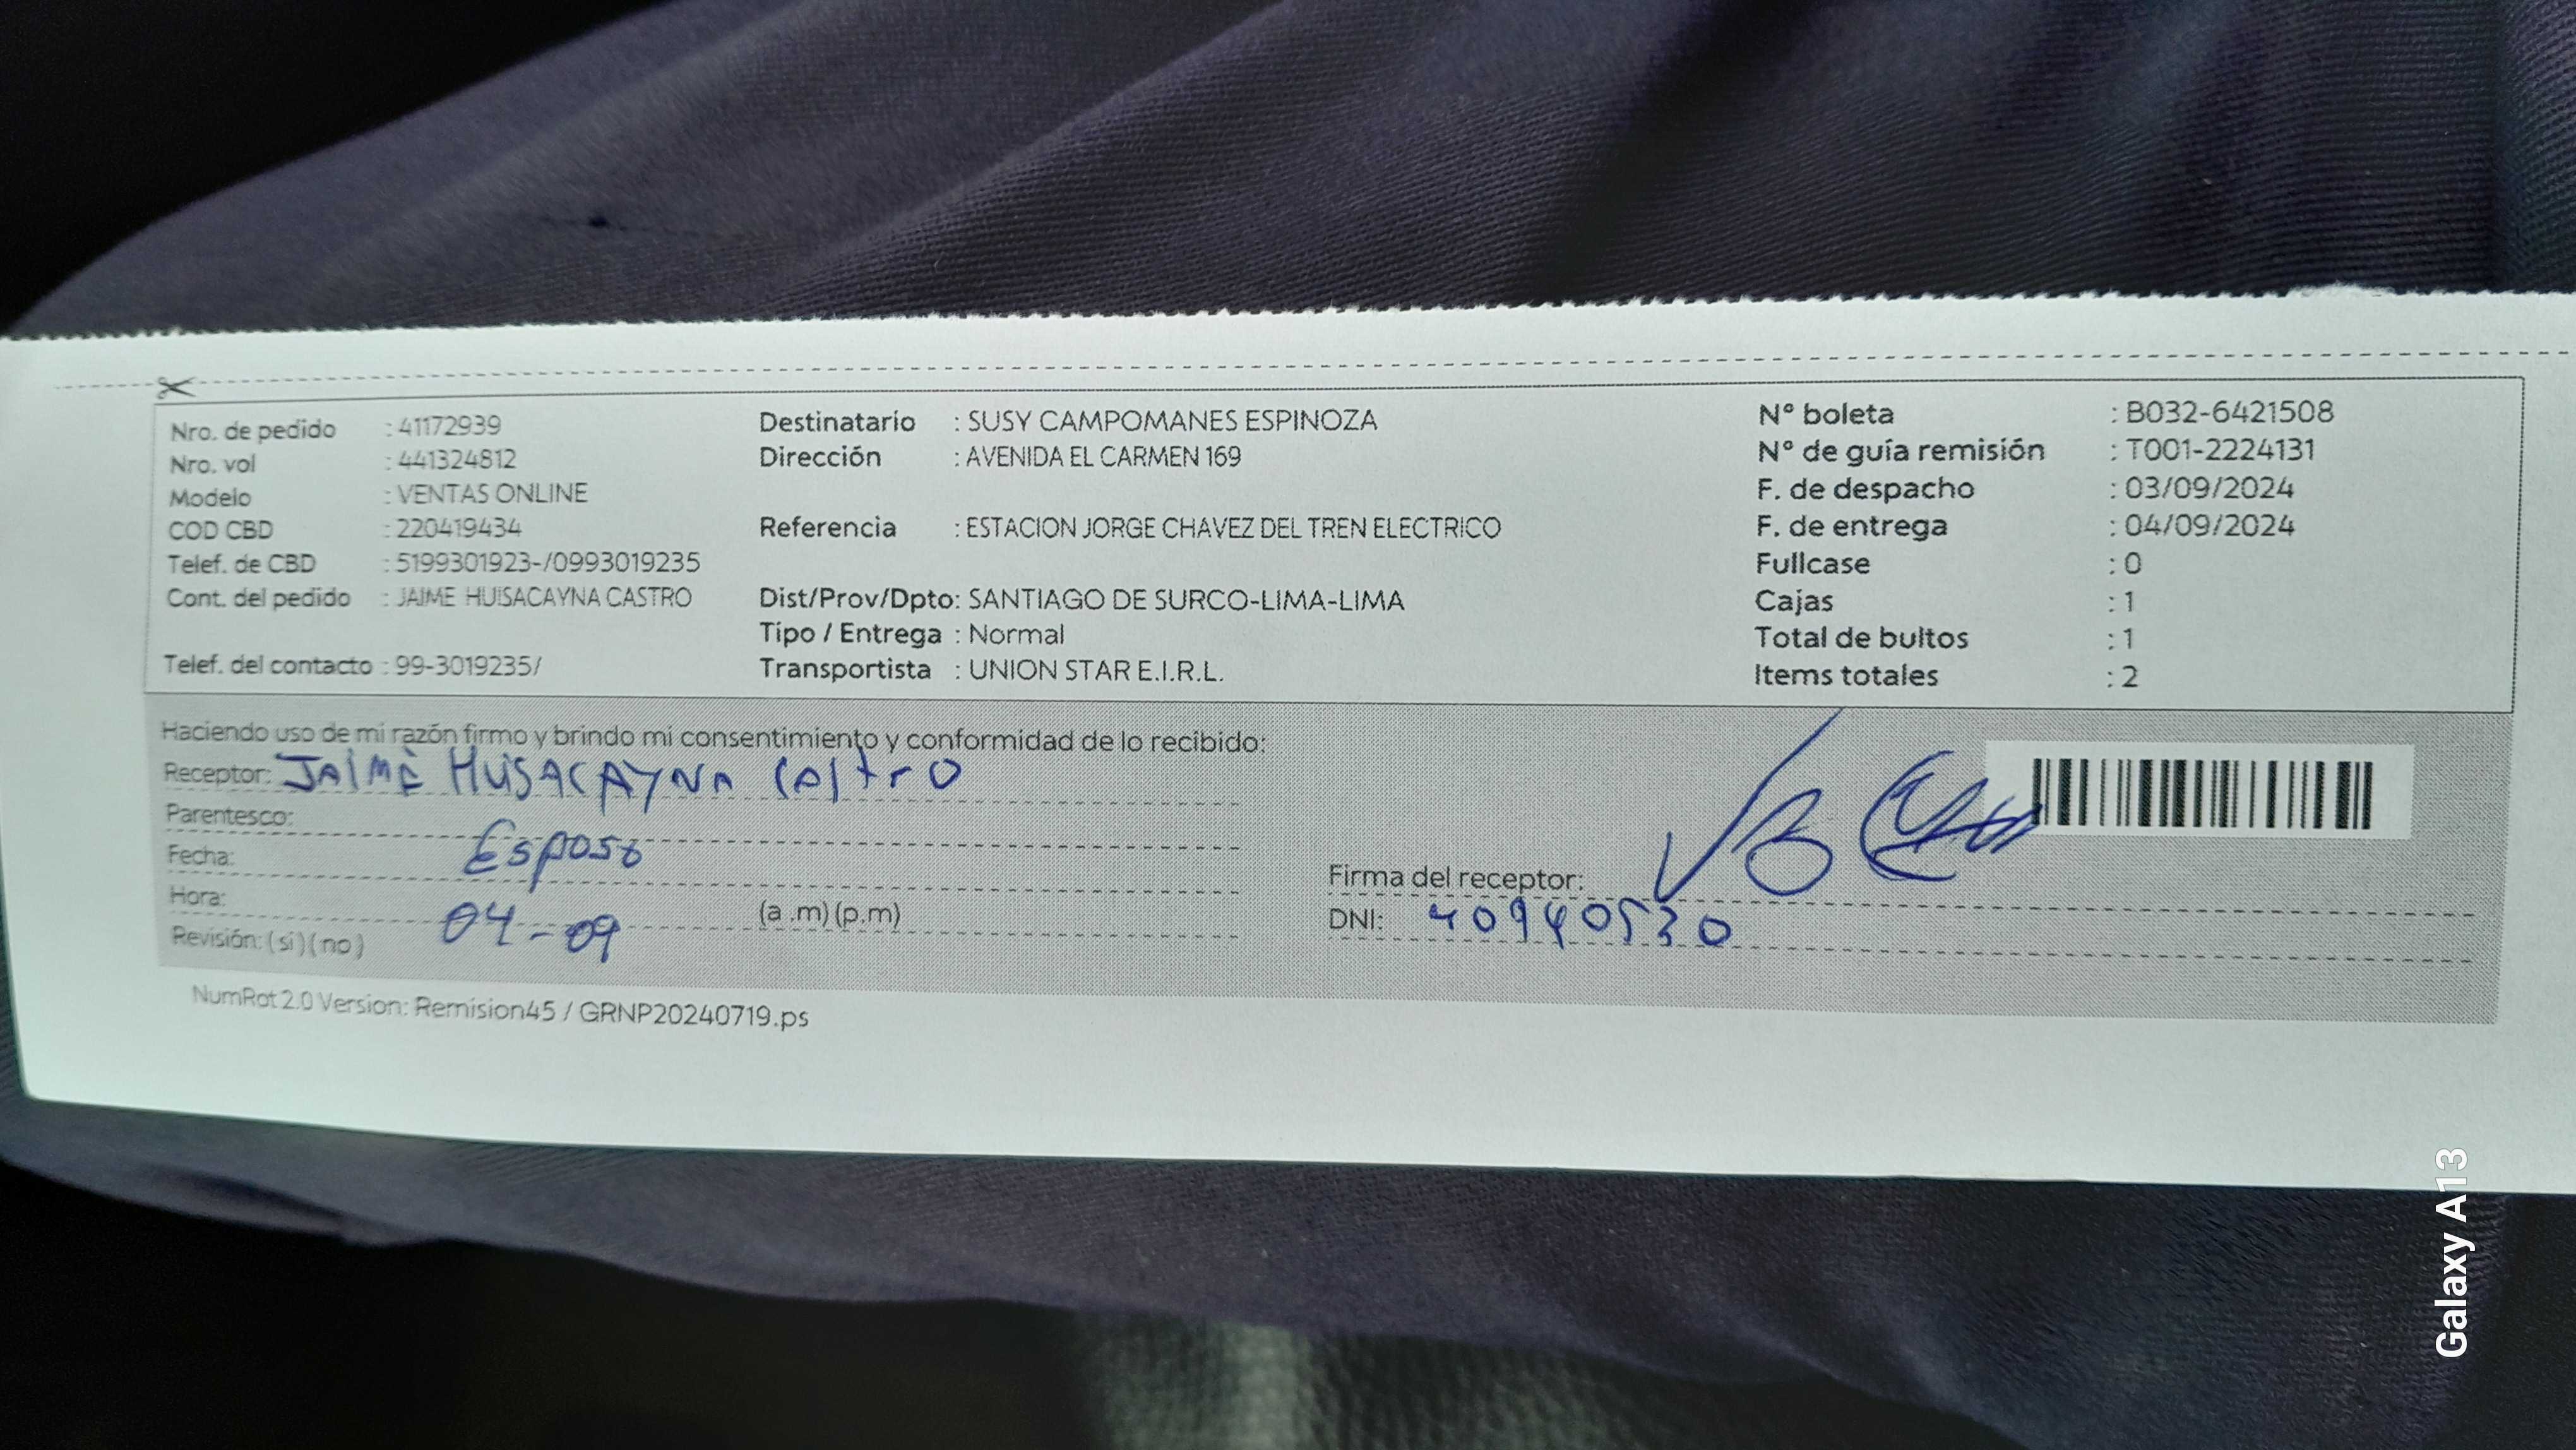 Nro. de pedido : 41172939
Nro. vol : 441324812
Modelo : VENTAS ONLINE
COD CBD : 220419434
Telef. de CBD : 5199301923-/0993019235
Cont. del pedido : JAIME HUISACAYNA CASTRO
Telef. del contacto : 99-3019235/
Destinatario : SUSY CAMPOMANES ESPINOZA
Dirección : AVENIDA EL CARMEN 169
Referencia : ESTACION JORGE CHAVEZ DEL TREN ELECTRICO
Dist/Prov/Dpto: SANTIAGO DE SURCO-LIMA-LIMA
Tipo / Entrega : Normal
Transportista : UNION STAR E.I.R.L.
N° boleta : B032-6421508
N° de guía remisión : T001-2224131
F. de despacho : 03/09/2024
F. de entrega : 04/09/2024
Fullcase : 0
Cajas : 1
Total de bultos : 1
Items totales : 2
Haciendo uso de mi razón firmo y brindo mi consentimiento y conformidad de lo recibido:
Receptor: JAIME HUISACAYNA CAStrO
Parentesco:
Esposo
Fecha:
Hora: (a .m) (p.m)
04-09
Revisión: (si) (no)
Firma del receptor:
DNI: 40940530
NumRot 2.0 Version: Remision45 / GRNP20240719.ps
Galaxy A13